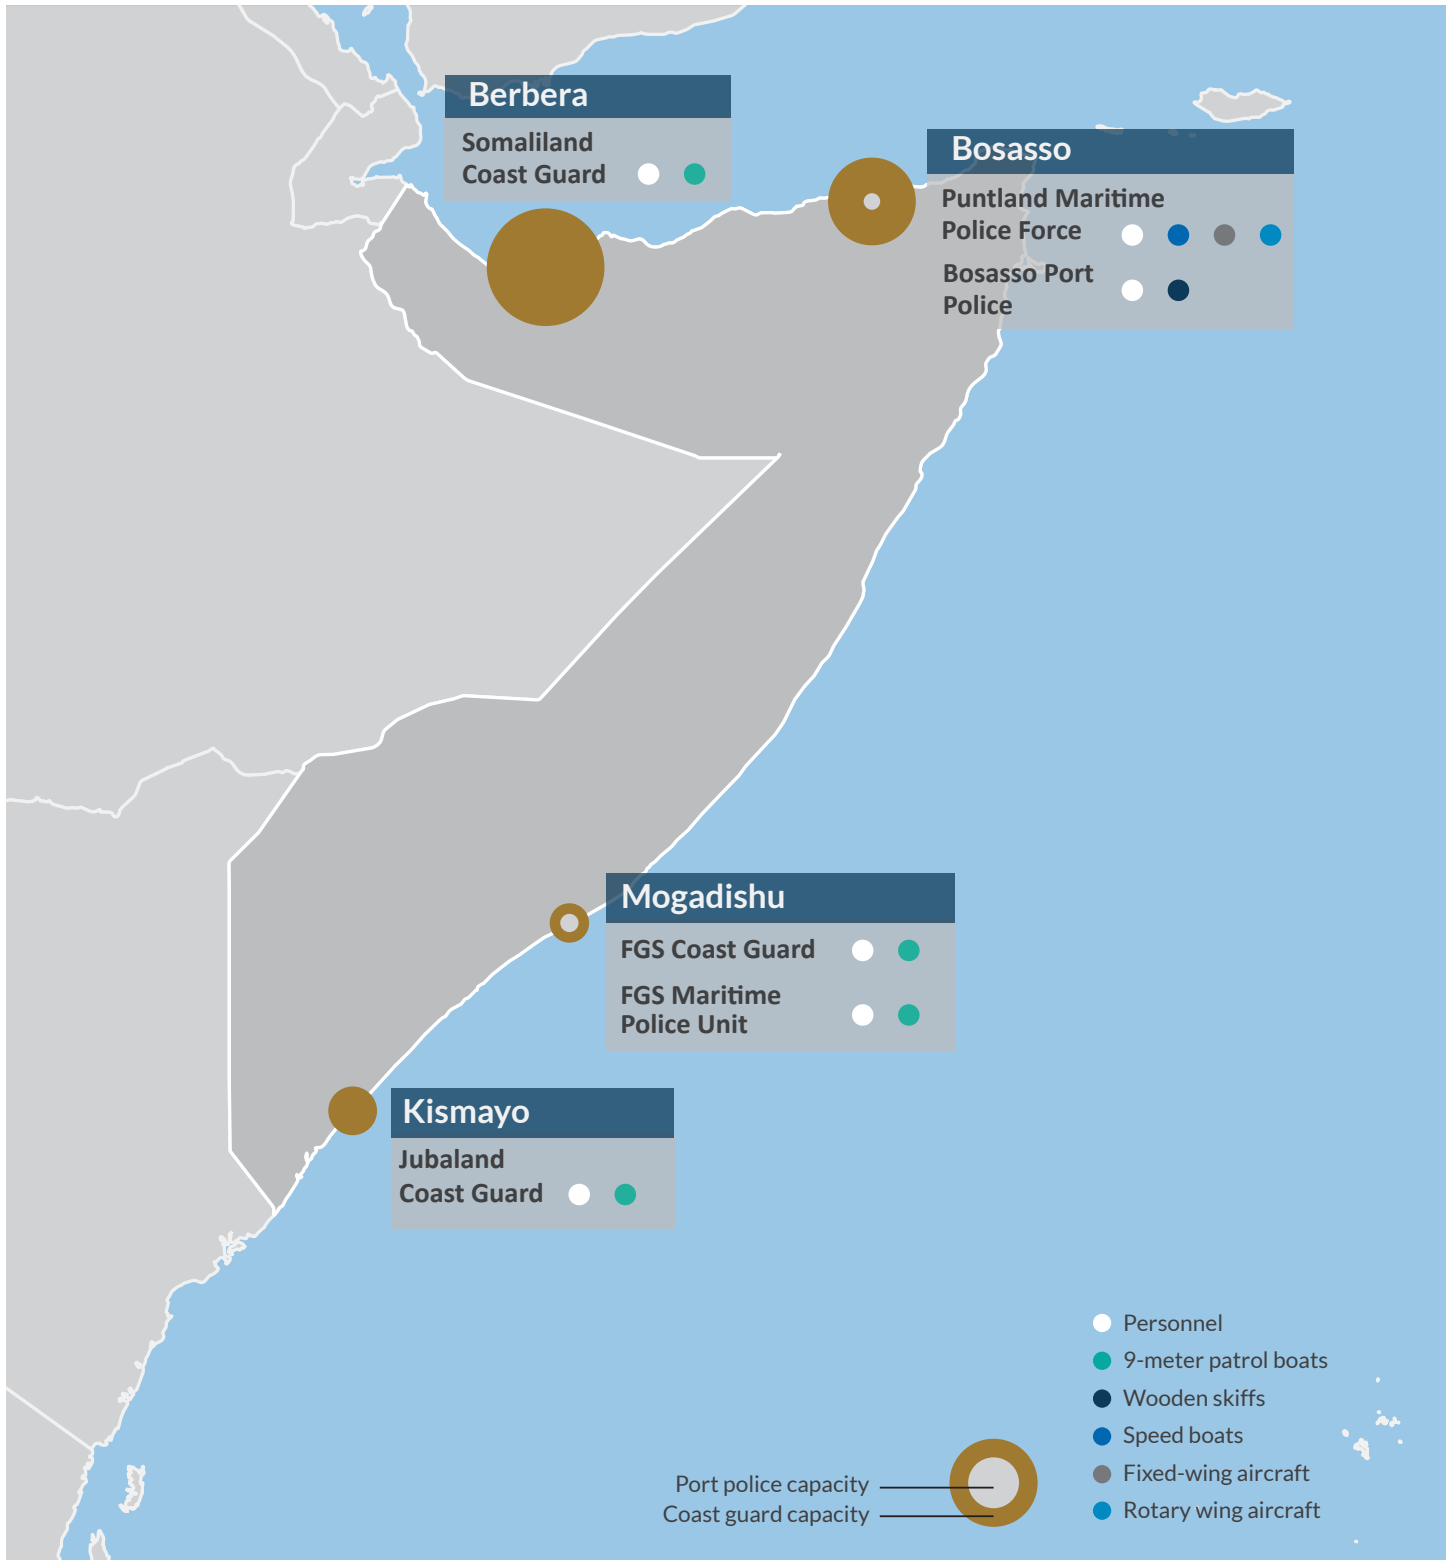 Berbera
Somaliland
Coast Guard
Bosasso
Puntland Maritime
Police Force
Bosasso Port
Police
Mogadishu
FGS Coast Guard
FGS Maritime
Police Unit
Kismayo
Jubaland
Coast Guard
Personnel
9-meter patrol boats
Wooden skiffs
Speed boats
Fixed-wing aircraft
Rotary wing aircraft
Port police capacity
Coast guard capacity